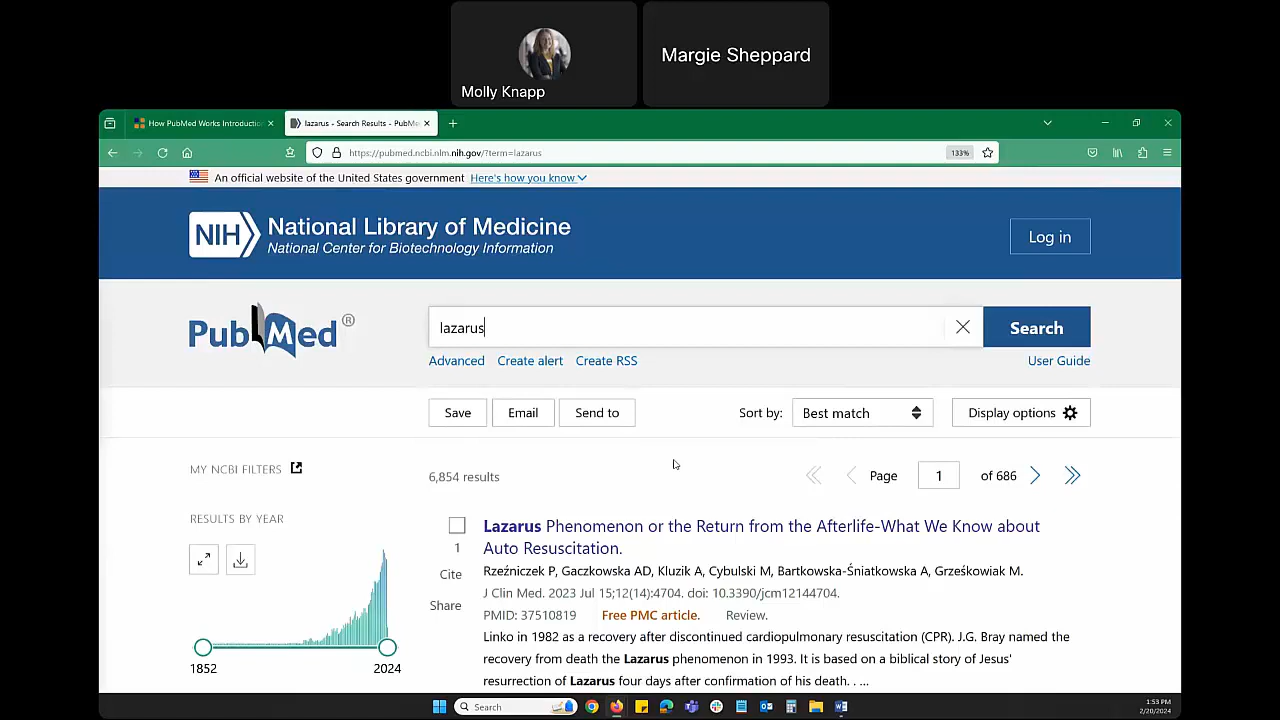 Molly Knapp
Margie Sheppard
How PubMed Works Introductio
lazarus - Search Results - PubMe
https://pubmed.ncbi.nlm.nih.gov/?term=lazarus
133%
An official website of the United States government Here's how you know
NIH National Library of Medicine
National Center for Biotechnology Information
Log in
PubMed®
lazarus
Search
Advanced Create alert Create RSS
User Guide
Save Email Send to
Sort by: Best match
Display options
MY NCBI FILTERS
6,854 results
Page 1 of 686
RESULTS BY YEAR
1852 2024
1
Cite
Share
Lazarus Phenomenon or the Return from the Afterlife-What We Know about
Auto Resuscitation.
Rzeźniczek P, Gaczkowska AD, Kluzik A, Cybulski M, Bartkowska-Śniatkowska A, Grześkowiak M.
J Clin Med. 2023 Jul 15;12(14):4704. doi: 10.3390/jcm12144704.
PMID: 37510819 Free PMC article. Review.
Linko in 1982 as a recovery after discontinued cardiopulmonary resuscitation (CPR). J.G. Bray named the
recovery from death the Lazarus phenomenon in 1993. It is based on a biblical story of Jesus'
resurrection of Lazarus four days after confirmation of his death. . ...
Search
1:53 PM
2/20/2024